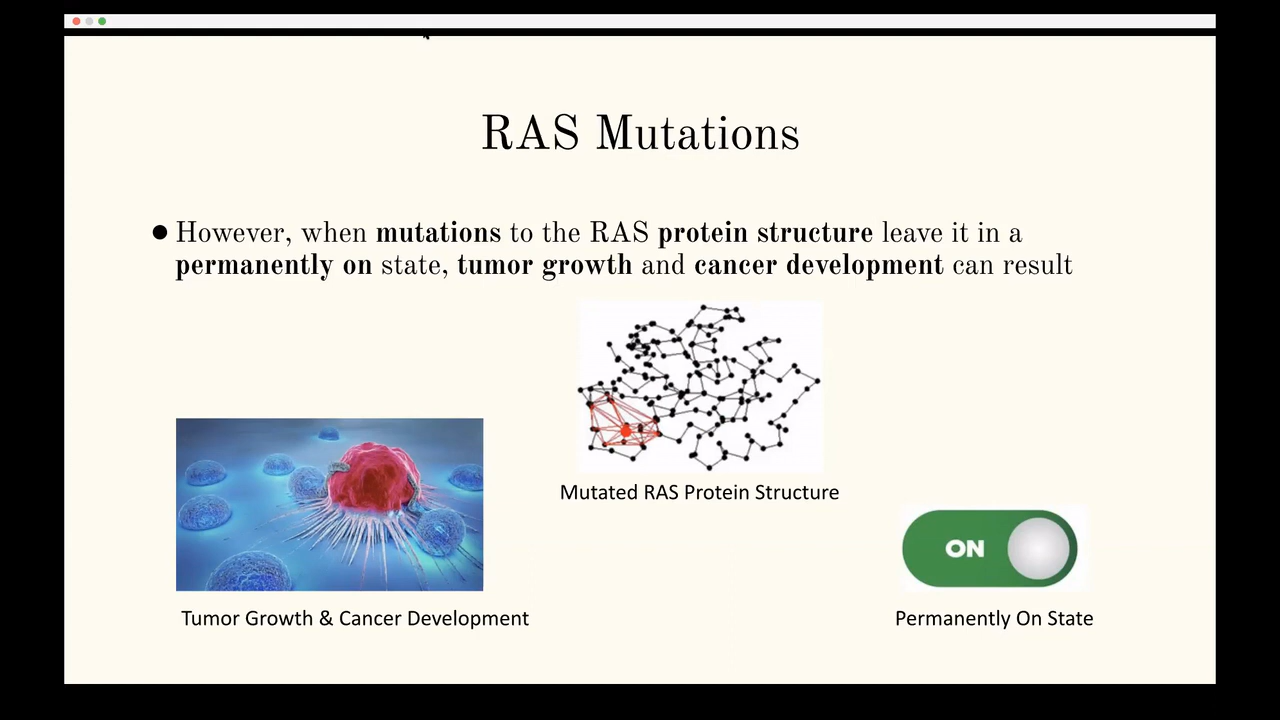 RAS Mutations
● However, when mutations to the RAS protein structure leave it in a
permanently on state, tumor growth and cancer development can result
Mutated RAS Protein Structure
ON
Tumor Growth & Cancer Development
Permanently On State